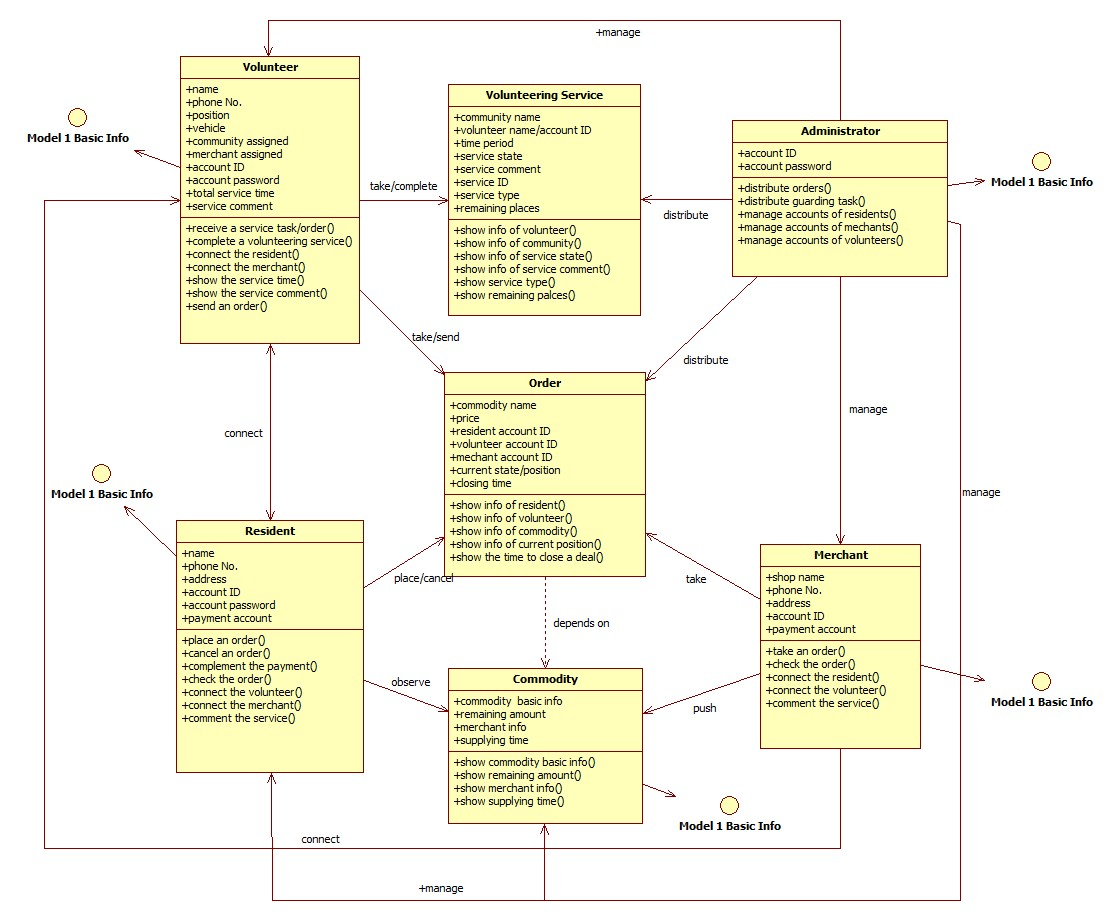 +manage
Volunteer
+name
+phone No.
+position
+vehicle
+community assigned
+merchant assigned
+account ID
+account password
+total service time
+service comment
+receive a service task/order()
+complete a volunteering service()
+connect the resident()
+connect the merchant()
+show the service time()
+show the service comment()
+send an order()
Model 1 Basic Info
take/complete
Volunteering Service
+community name
+volunteer name/account ID
+time period
+service state
+service comment
+service ID
+service type
+remaining places
+show info of volunteer()
+show info of community()
+show info of service state()
+show info of service comment()
+show service type()
+show remaining palces()
distribute
Administrator
+account ID
+account password
+distribute orders()
+distribute guarding task()
+manage accounts of residents()
+manage accounts of mechants()
+manage accounts of volunteers()
Model 1 Basic Info
take/send
distribute
manage
connect
Order
+commodity name
+price
+resident account ID
+volunteer account ID
+mechant account ID
+current state/position
+closing time
+show info of resident()
+show info of volunteer()
+show info of commodity()
+show info of current position()
+show the time to close a deal()
manage
Model 1 Basic Info
Resident
+name
+phone No.
+address
+account ID
+account password
+payment account
+place an order()
+cancel an order()
+complement the payment()
+check the order()
+connect the volunteer()
+connect the merchant()
+comment the service()
place/cancel
take
depends on
observe
push
Merchant
+shop name
+phone No.
+address
+account ID
+payment account
+take an order()
+check the order()
+connect the resident()
+connect the volunteer()
+comment the service()
Model 1 Basic Info
Commodity
+commodity  basic info
+remaining amount
+merchant info
+supplying time
+show commodity basic info()
+show remaining amount()
+show merchant info()
+show supplying time()
Model 1 Basic Info
connect
+manage